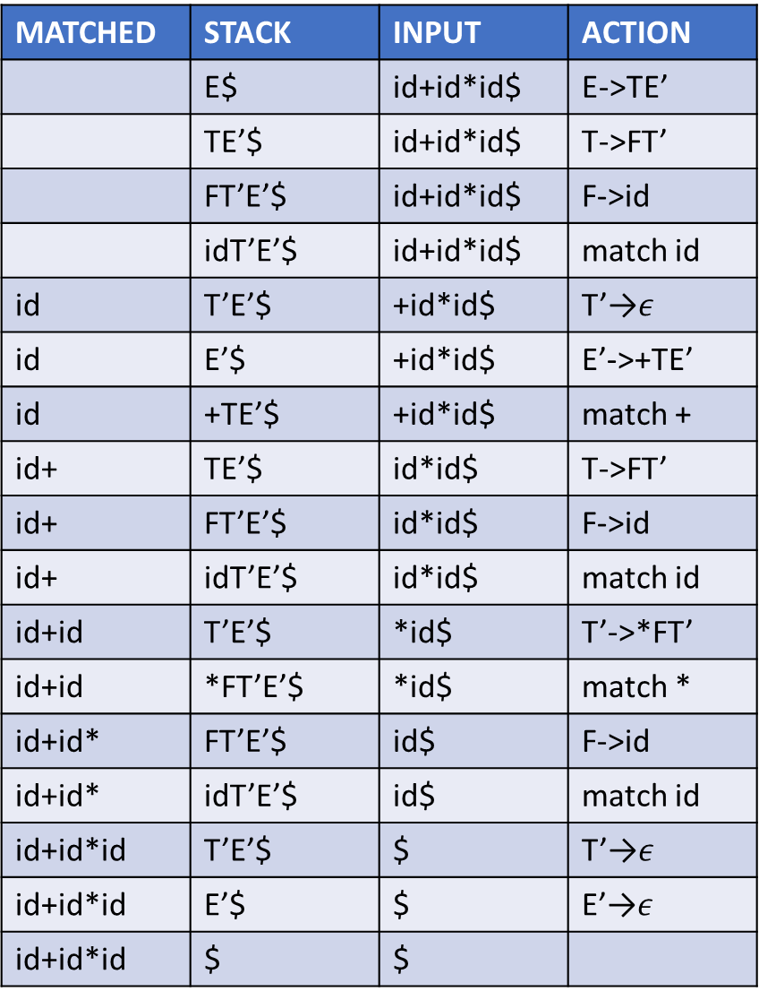 MATCHED STACK INPUT ACTION
E$ id+id*id$ E->TE’
TE’$ id+id*id$ T->FT’
FT’E’$ id+id*id$ F->id
idT’E’$ id+id*id$ match id
id T’E’$ +id*id$ T’→ϵ
id E’$ +id*id$ E’->+TE’
id +TE’$ +id*id$ match +
id+ TE’$ id*id$ T->FT’
id+ FT’E’$ id*id$ F->id
id+ idT’E’$ id*id$ match id
id+id T’E’$ *id$ T’->*FT’
id+id *FT’E’$ *id$ match *
id+id* FT’E’$ id$ F->id
id+id* idT’E’$ id$ match id
id+id*id T’E’$ $ T’→ϵ
id+id*id E’$ $ E’→ϵ
id+id*id $ $